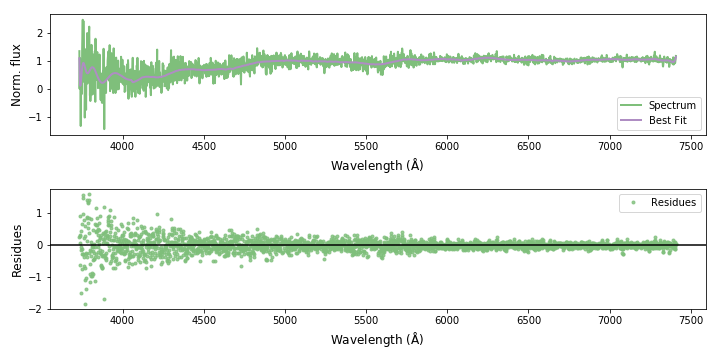 Norm. flux
2
1
0
−1
Spectrum
Best Fit
4000 4500 5000 5500 6000 6500 7000 7500
Wavelength (Å)
Residues
1
0
−1
−2
Residues
4000 4500 5000 5500 6000 6500 7000 7500
Wavelength (Å)